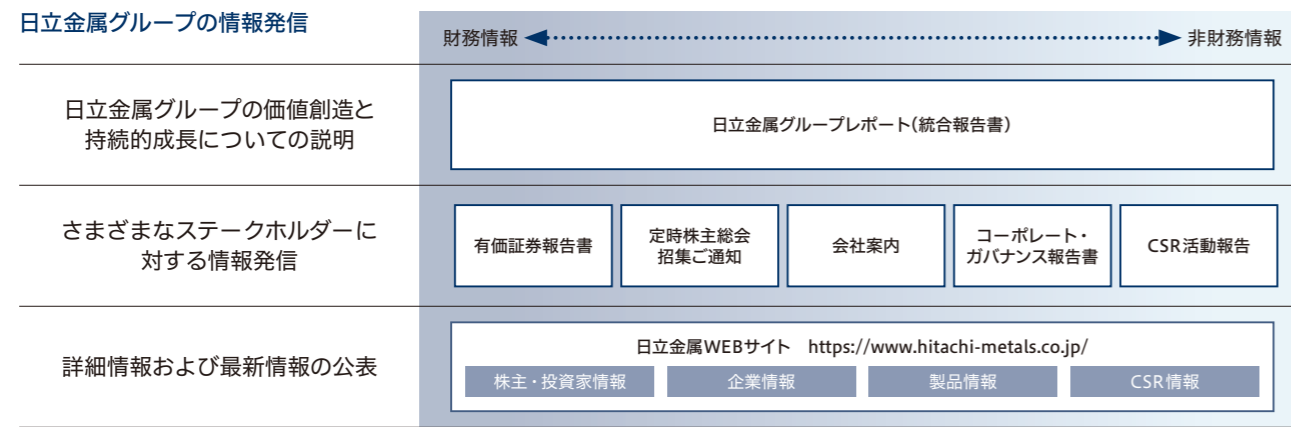 日立金属グループの情報発信
財務情報
非財務情報
日立金属グループの価値創造と
持続的成長についての説明
日立金属グループレポート(統合報告書)
さまざまなステークホルダーに
対する情報発信
有価証券報告書
定時株主総会
招集ご通知
会社案内
コーポレート・
ガバナンス報告書
CSR活動報告
詳細情報および最新情報の公表
日立金属WEBサイト　https://www.hitachi-metals.co.jp/
株主・投資家情報
企業情報
製品情報
CSR情報